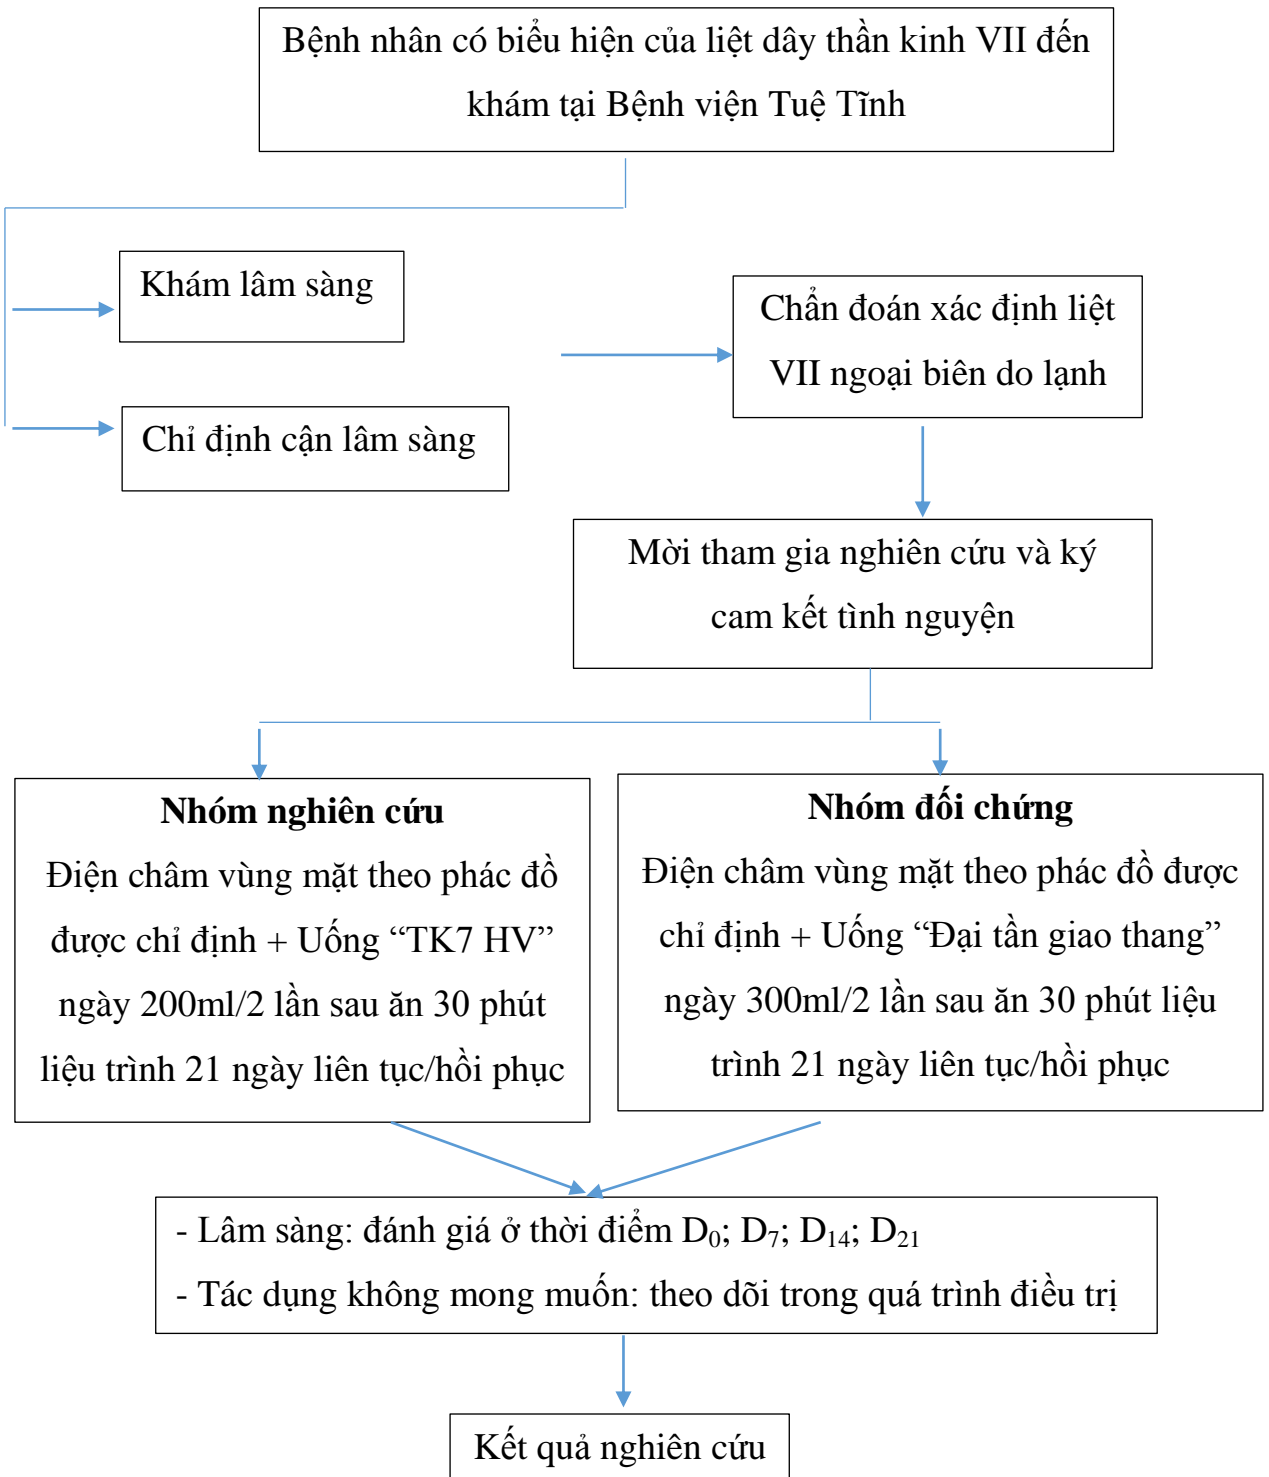 Bệnh nhân có biểu hiện của liệt dây thần kinh VII đến
khám tại Bệnh viện Tuệ Tĩnh
Khám lâm sàng
Chỉ định cận lâm sàng
Chẩn đoán xác định liệt
VII ngoại biên do lạnh
Mời tham gia nghiên cứu và ký
cam kết tình nguyện
Nhóm nghiên cứu
Điện châm vùng mặt theo phác đồ
được chỉ định + Uống “TK7 HV”
ngày 200ml/2 lần sau ăn 30 phút
liệu trình 21 ngày liên tục/hồi phục
Nhóm đối chứng
Điện châm vùng mặt theo phác đồ được
chỉ định + Uống “Đại tần giao thang”
ngày 300ml/2 lần sau ăn 30 phút liệu
trình 21 ngày liên tục/hồi phục
- Lâm sàng: đánh giá ở thời điểm D₀; D₇; D₁₄; D₂₁
- Tác dụng không mong muốn: theo dõi trong quá trình điều trị
Kết quả nghiên cứu